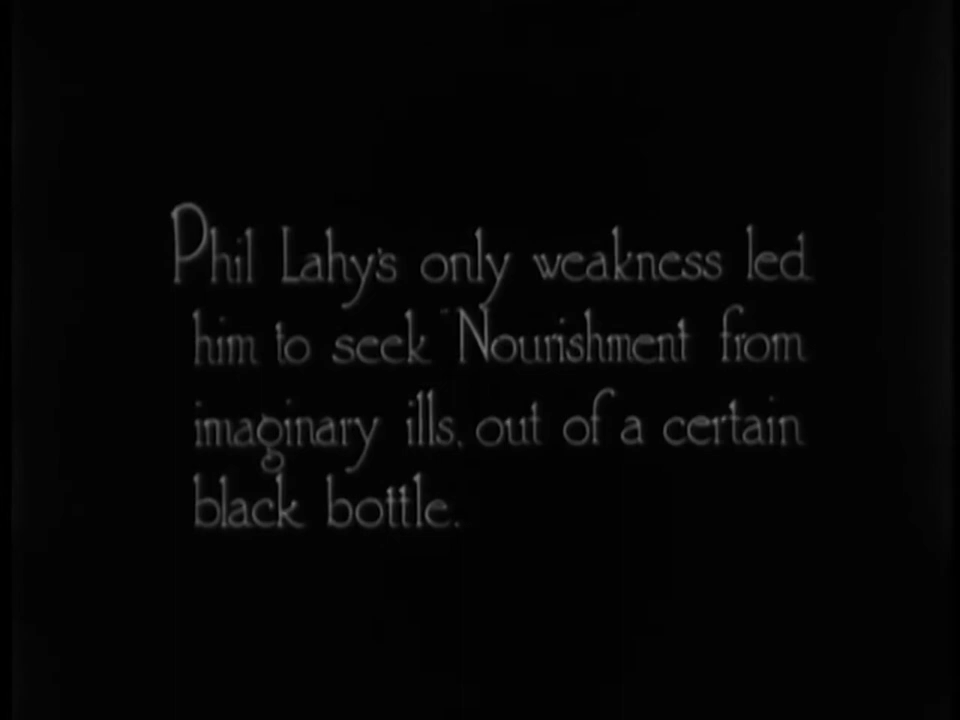 Phil Lahy's only weakness led
him to seek "Nourishment from
imaginary ills, out of a certain
black bottle.